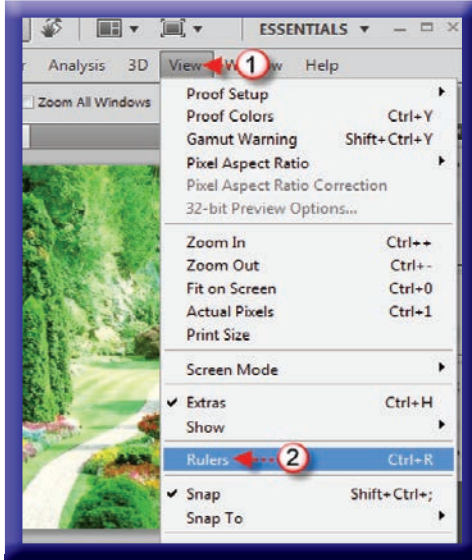 ESSENTIALS
Analysis 3D View 1 Help
Zoom All Windows
Proof Setup
Proof Colors Ctrl+Y
Gamut Warning Shift+Ctrl+Y
Pixel Aspect Ratio
Pixel Aspect Ratio Correction
32-bit Preview Options...
Zoom In Ctrl++
Zoom Out Ctrl+-
Fit on Screen Ctrl+0
Actual Pixels Ctrl+1
Print Size
Screen Mode
Extras Ctrl+H
Show
Rulers 2 Ctrl+R
Snap Shift+Ctrl+;
Snap To